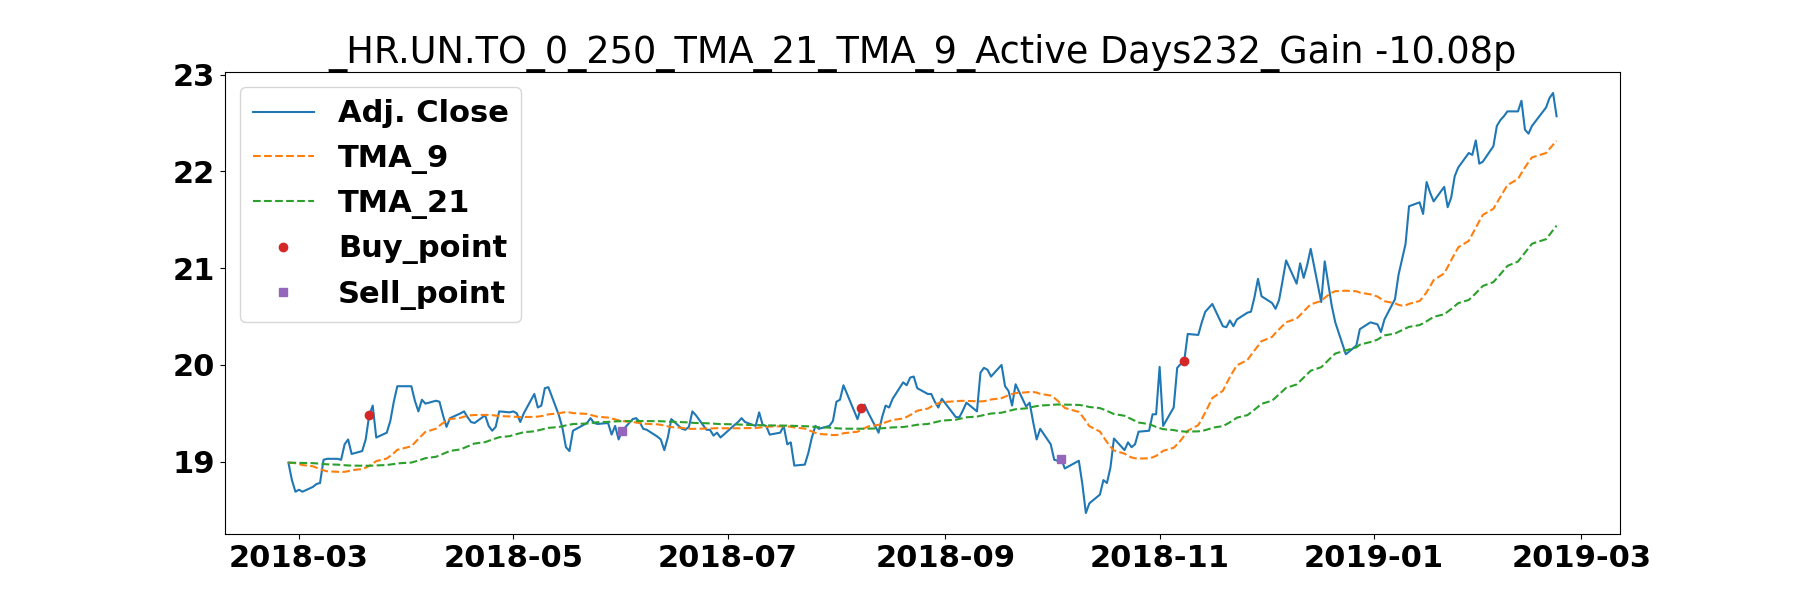 _HR.UN.TO_0_250_TMA_21_TMA_9_Active Days232_Gain -10.08p
23
22
21
20
19
Adj. Close
TMA_9
TMA_21
Buy_point
Sell_point
2018-03 2018-05 2018-07 2018-09 2018-11 2019-01 2019-03